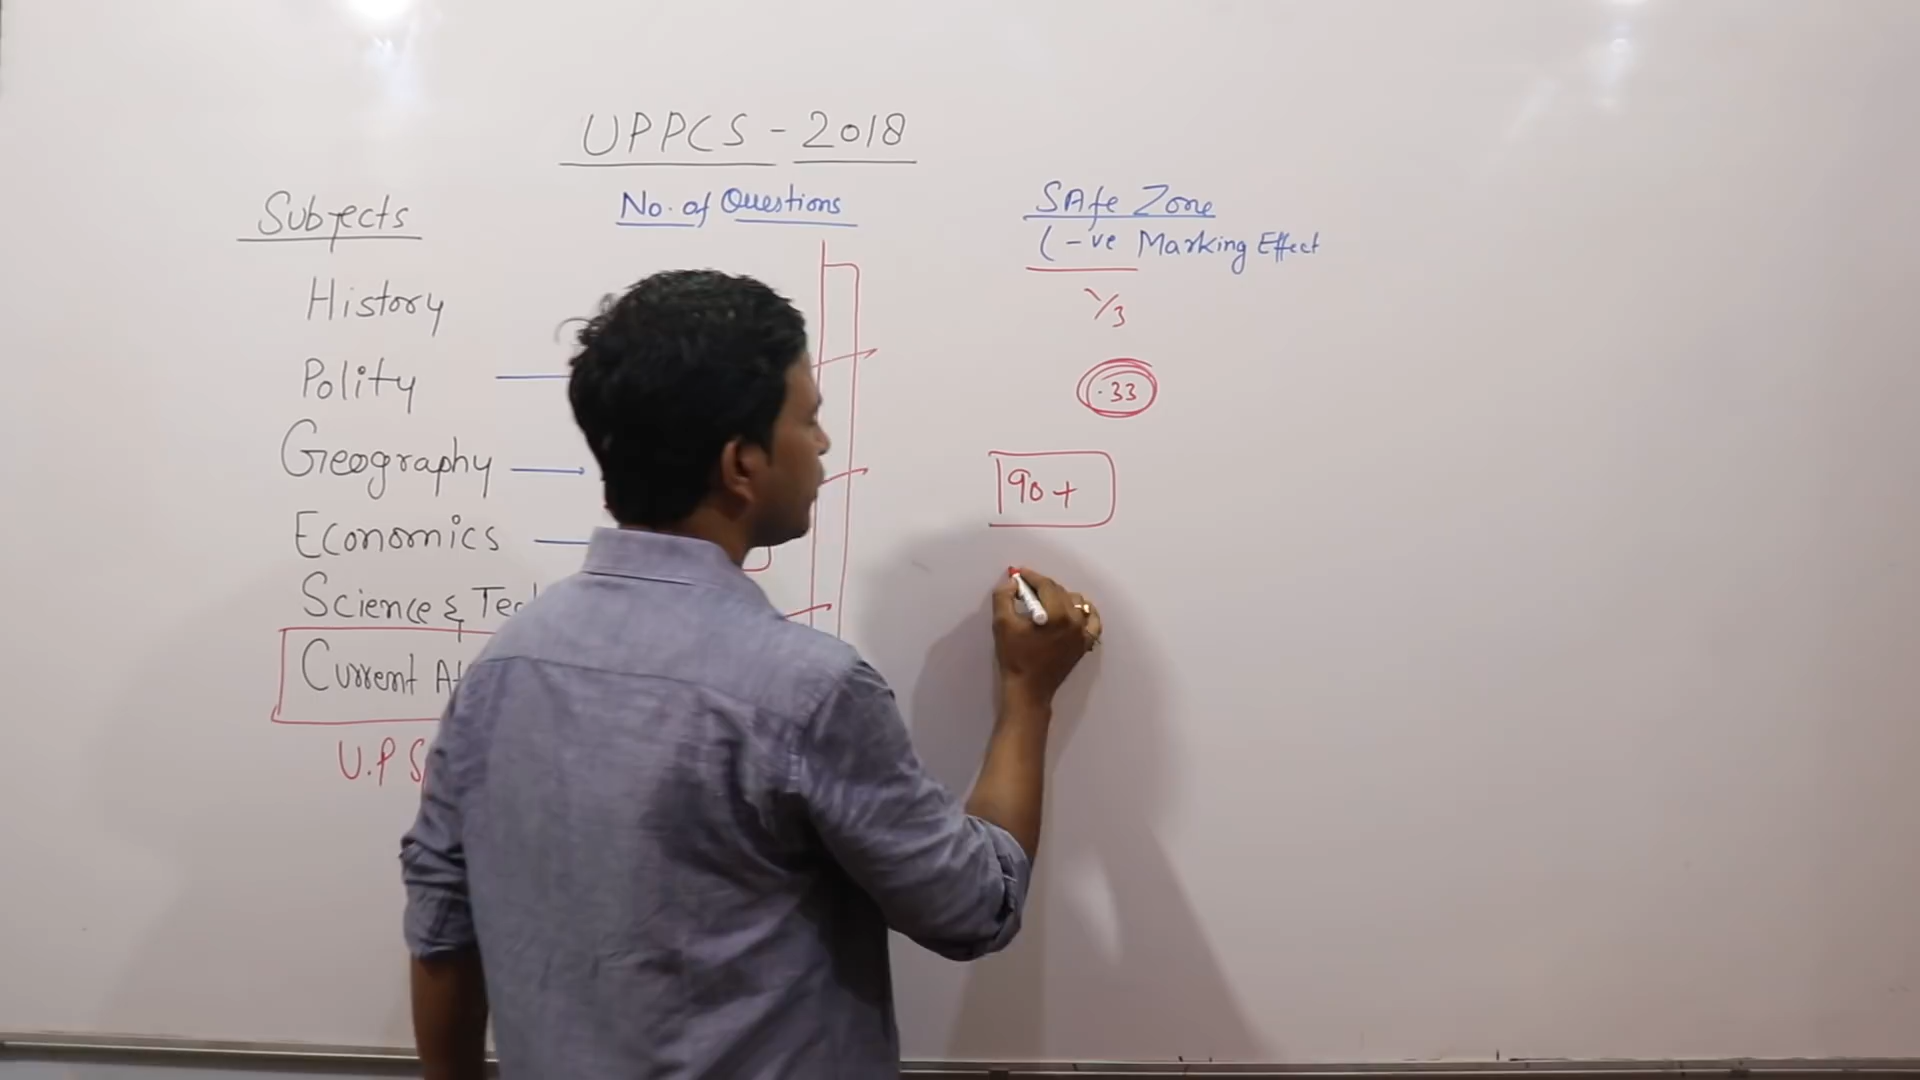 UPPCS - 2018
Subjects
No. of Questions
SAfe Zone
(-ve Marking Effect
History
1/3
Polity
.33
Geography
90+
Economics
Science &
Current
U.P